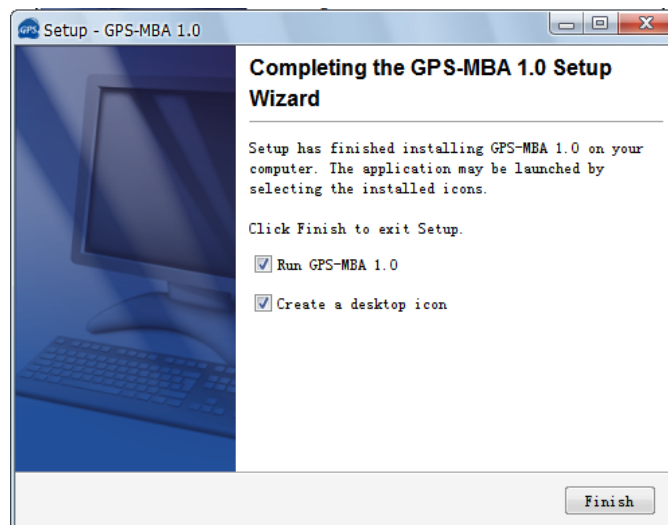 GPS Setup - GPS-MBA 1.0
Completing the GPS-MBA 1.0 Setup
Wizard
Setup has finished installing GPS-MBA 1.0 on your
computer. The application may be launched by
selecting the installed icons.
Click Finish to exit Setup.
Run GPS-MBA 1.0
Create a desktop icon
Finish